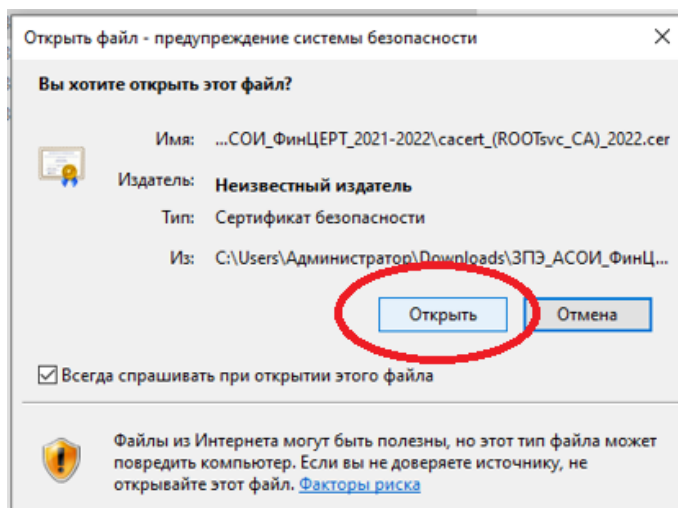 Открыть файл - предупреждение системы безопасности
Вы хотите открыть этот файл?
Имя: ...СОИ_ФинЦЕРТ_2021-2022\cacert_(ROOTsvc_CA)_2022.cer
Издатель: Неизвестный издатель
Тип: Сертификат безопасности
Из: C:\Users\Администратор\Downloads\ЗПЭ_АСОИ_ФинЦ...
Открыть Отмена
Всегда спрашивать при открытии этого файла
Файлы из Интернета могут быть полезны, но этот тип файла может
повредить компьютер. Если вы не доверяете источнику, не
открывайте этот файл. Факторы риска